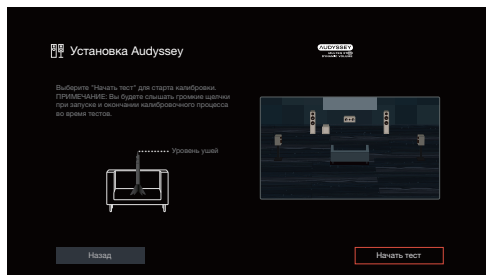 Установка Audyssey
AUDYSSEY
Выберите "Начать тест" для старта калибровки.
ПРИМЕЧАНИЕ: Вы будете слышать громкие щелчки
при запуске и окончании калибровочного процесса
во время тестов.
Уровень ушей
Назад
Начать тест